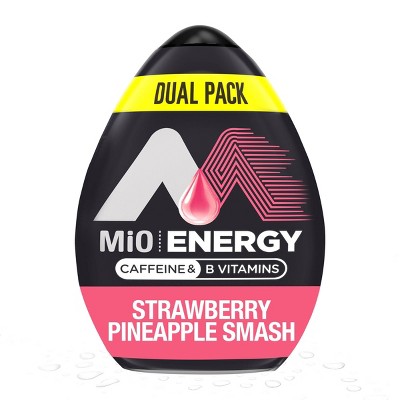 DUAL PACK
MiO ENERGY
CAFFEINE & B VITAMINS
STRAWBERRY
PINEAPPLE SMASH